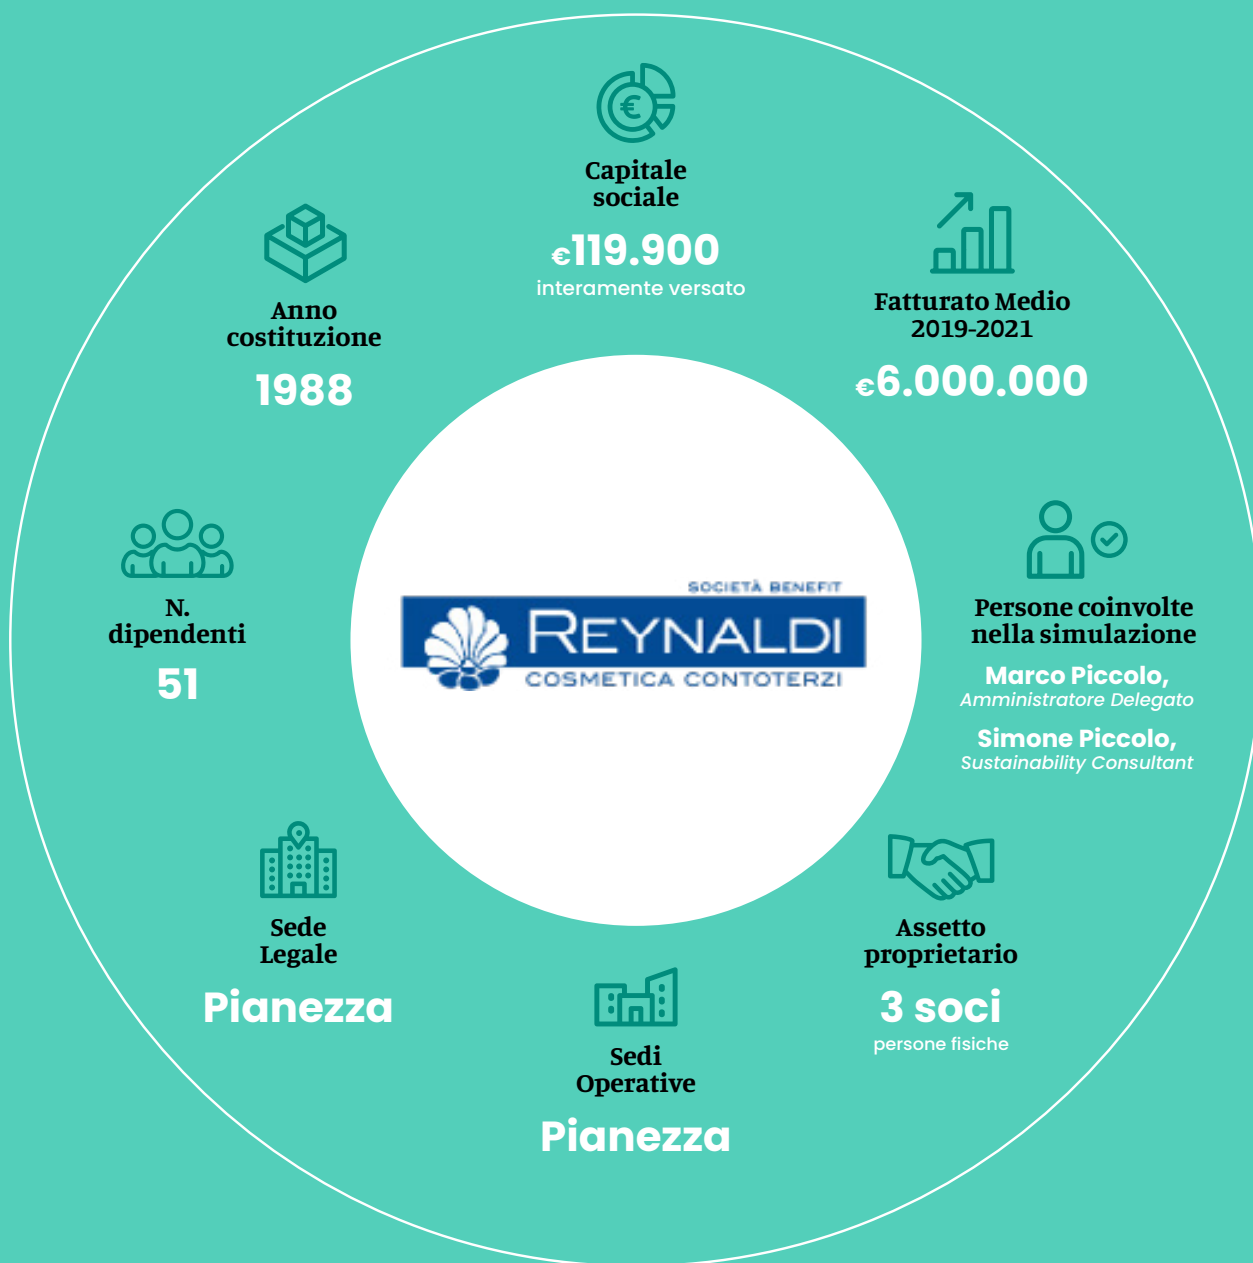 €
Capitale
sociale
€119.900
interamente versato
Fatturato Medio
2019-2021
€6.000.000
Persone coinvolte
nella simulazione
Marco Piccolo,
Amministratore Delegato
Simone Piccolo,
Sustainability Consultant
Assetto
proprietario
3 soci
persone fisiche
Sedi
Operative
Pianezza
Sede
Legale
Pianezza
N.
dipendenti
51
Anno
costituzione
1988
SOCIETÀ BENEFIT
REYNALDI
COSMETICA CONTOTERZI